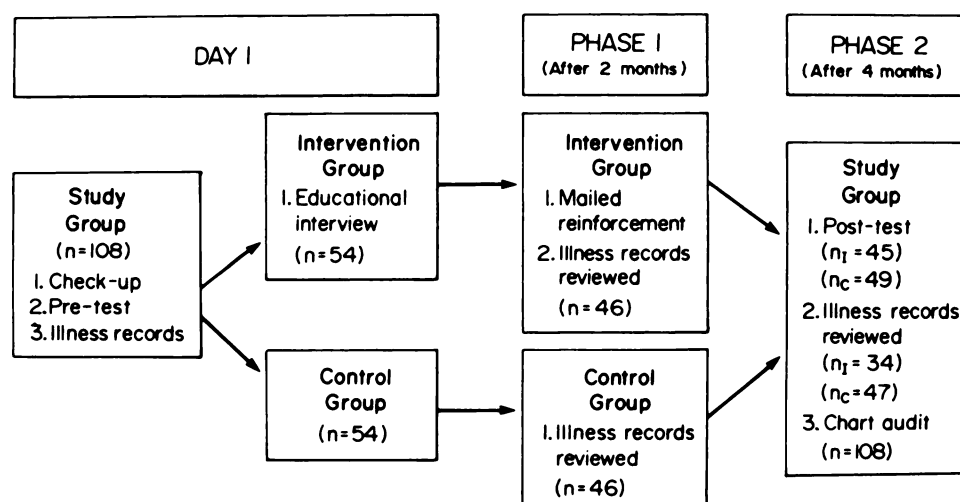 DAY 1
PHASE 1
(After 2 months)
PHASE 2
(After 4 months)
Study
Group
(n=108)
1. Check-up
2. Pre-test
3. Illness records
Intervention
Group
1. Educational
interview
(n=54)
Control
Group
(n=54)
Intervention
Group
1. Mailed
reinforcement
2. Illness records
reviewed
(n=46)
Control
Group
1. Illness records
reviewed
(n=46)
Study
Group
1. Post-test
(nI=45)
(nC=49)
2. Illness records
reviewed
(nI=34)
(nC=47)
3. Chart audit
(n=108)